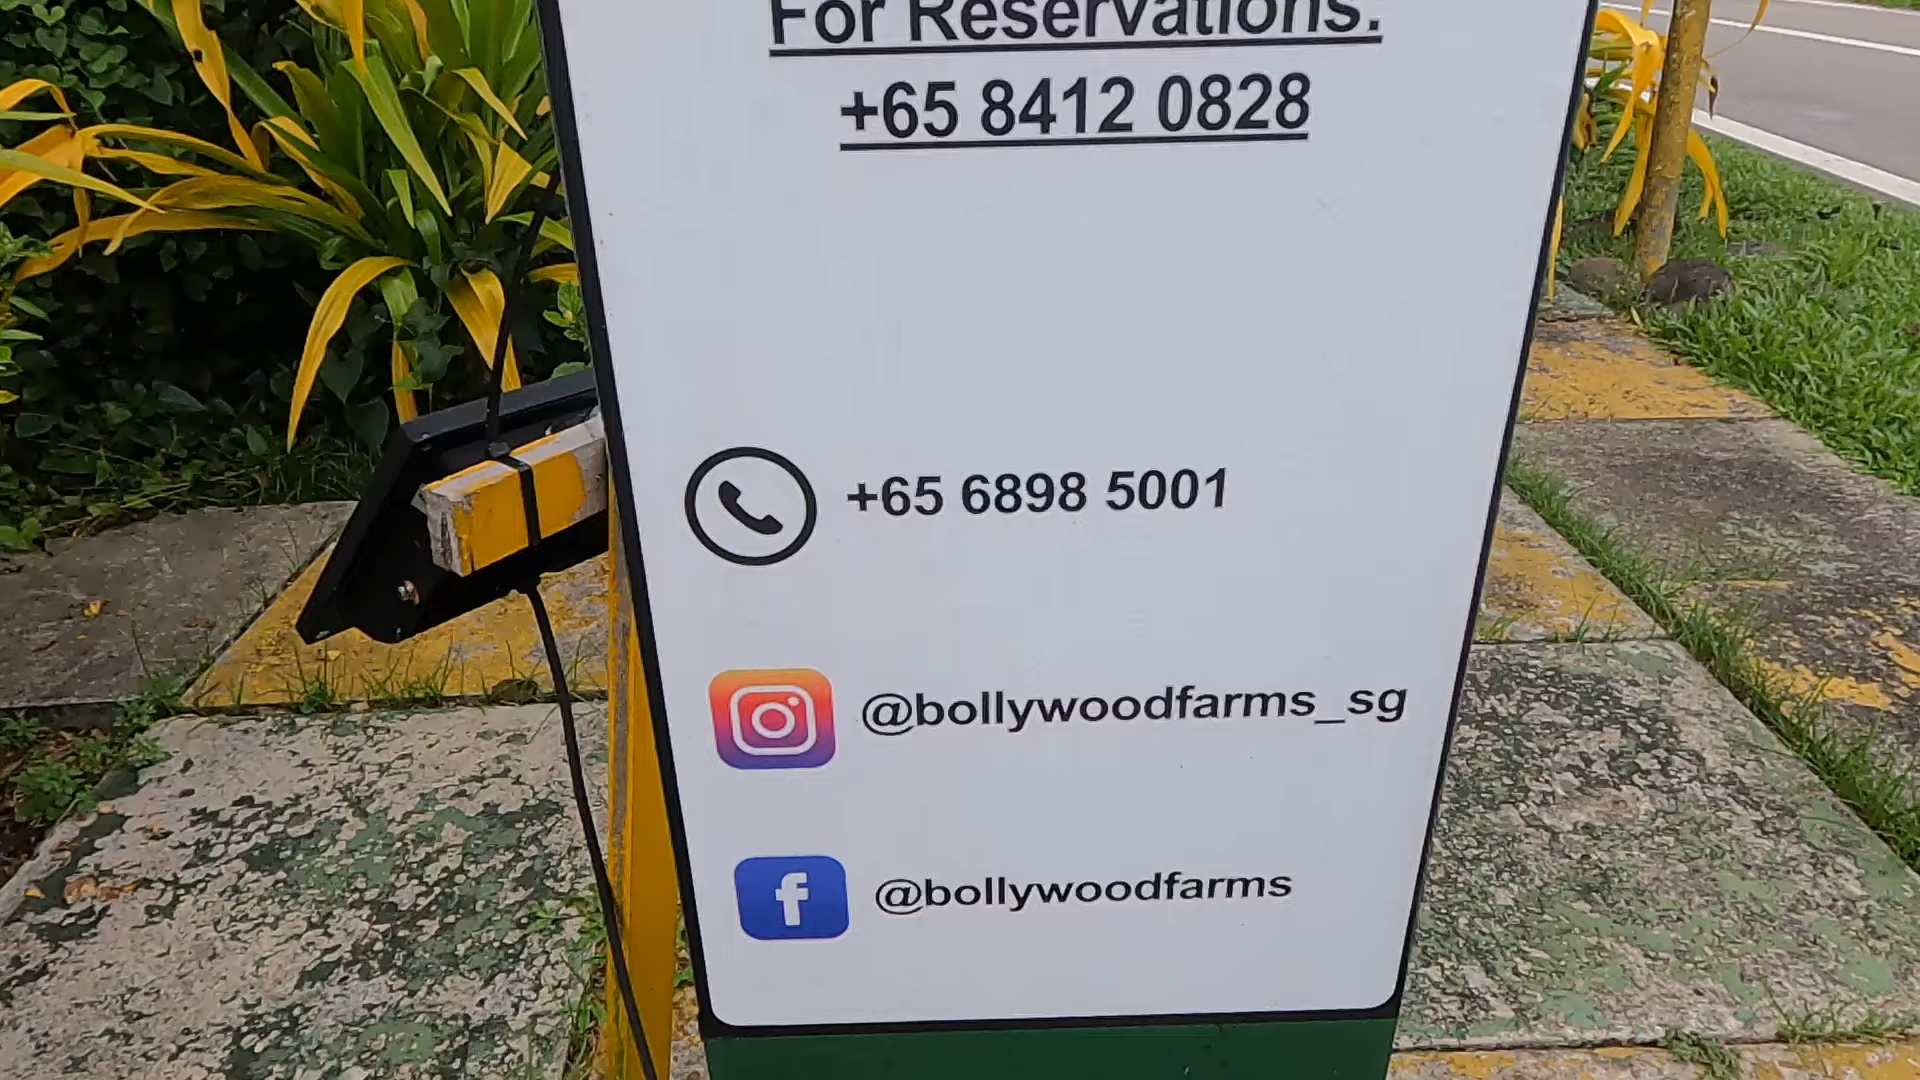 For Reservations:
+65 8412 0828
+65 6898 5001
@bollywoodfarms_sg
@bollywoodfarms